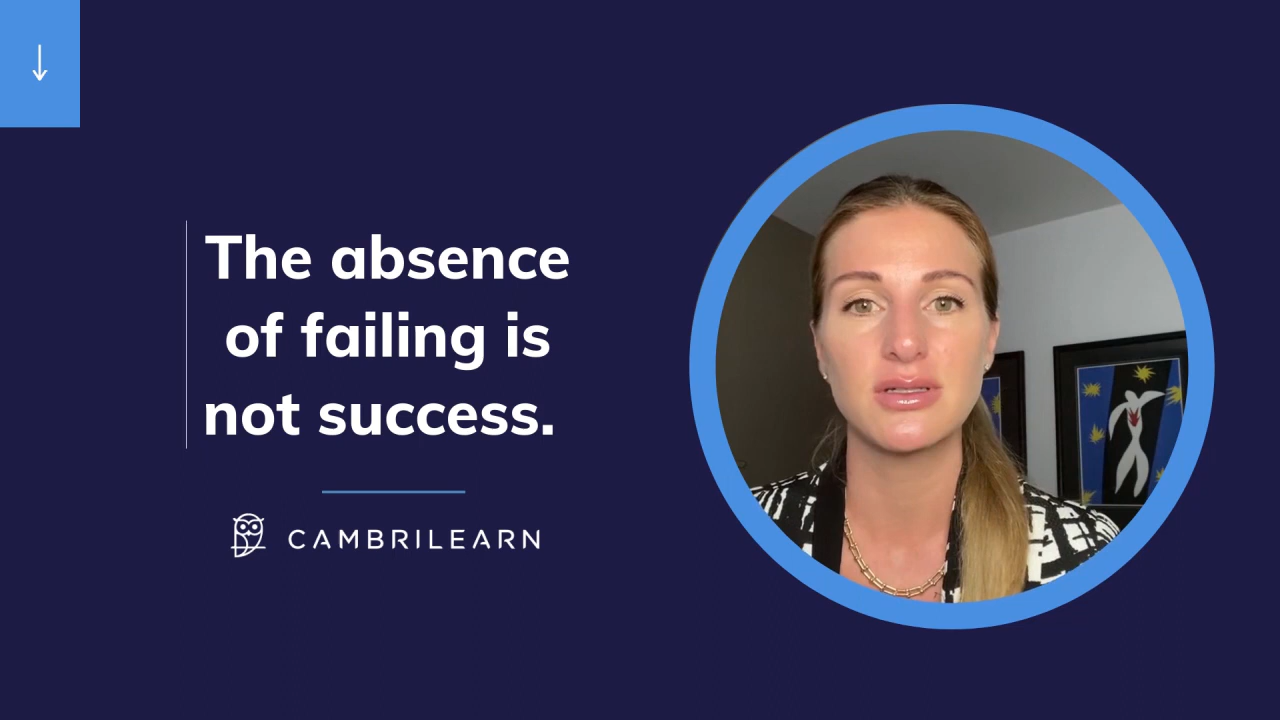 The absence
of failing is
not success.
CAMBRILEARN